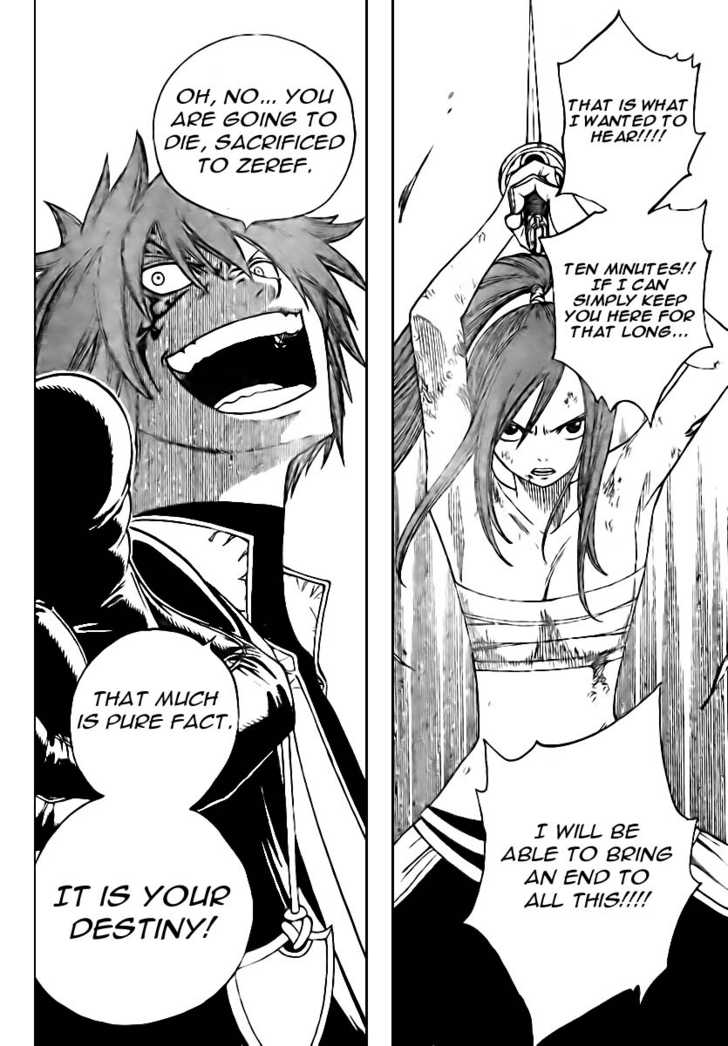 THAT IS WHAT
I WANTED TO
HEAR!!!!
TEN MINUTES!!
IF I CAN
SIMPLY KEEP
YOU HERE FOR
THAT LONG...
I WILL BE
ABLE TO BRING
AN END TO
ALL THIS!!!!
OH, NO... YOU
ARE GOING TO
DIE, SACRIFICED
TO ZEREF.
THAT MUCH
IS PURE FACT.
IT IS YOUR
DESTINY!